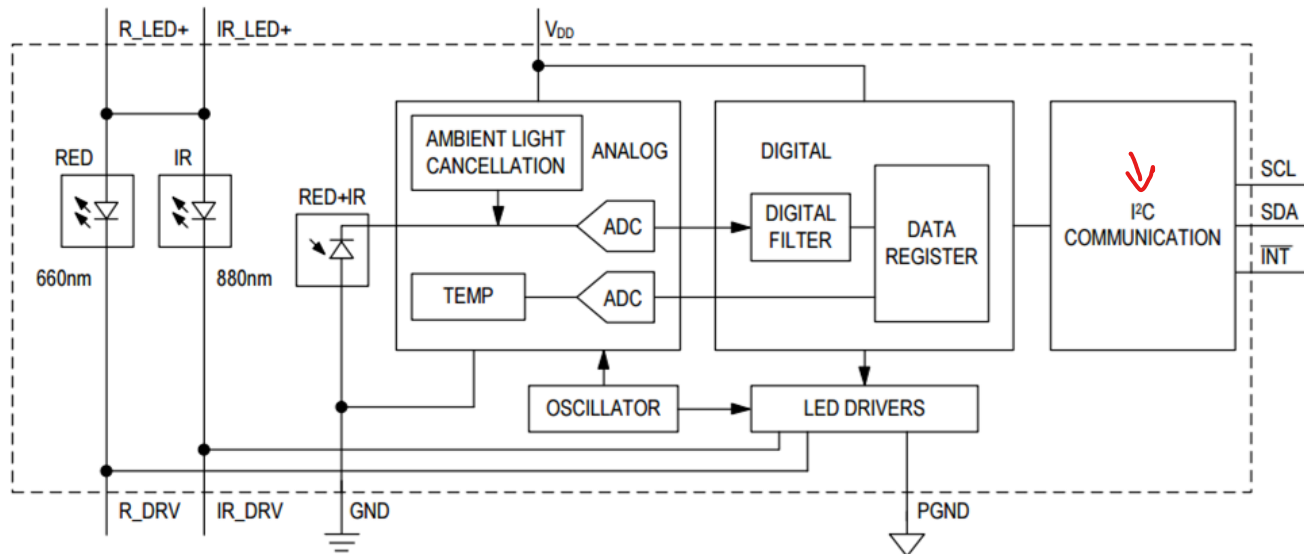 R_LED+
IR_LED+
VDD
AMBIENT LIGHT
CANCELLATION
ANALOG
DIGITAL
RED
IR
RED+IR
ADC
DIGITAL
FILTER
DATA
REGISTER
I²C
COMMUNICATION
SCL
SDA
INT
660nm
880nm
TEMP
ADC
OSCILLATOR
LED DRIVERS
R_DRV
IR_DRV
GND
PGND